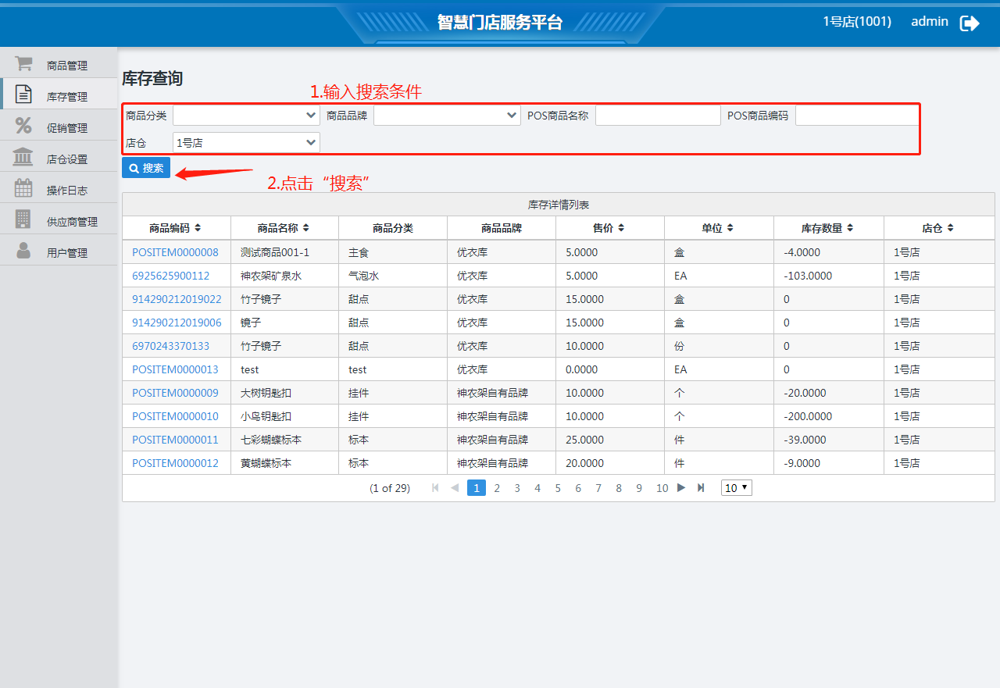 智慧门店服务平台
1号店(1001) admin
商品管理
库存管理
促销管理
店仓设置
操作日志
供应商管理
用户管理
库存查询
1.输入搜索条件
商品分类 商品品牌 POS商品名称 POS商品编码
店仓 1号店
搜索
2.点击“搜索”
库存详情列表
商品编码 商品名称 商品分类 商品品牌 售价 单位 库存数量 店仓
POSITEM0000008 测试商品001-1 主食 优衣库 5.0000 盒 -4.0000 1号店
6925625900112 神农架矿泉水 气泡水 优衣库 5.0000 EA -103.0000 1号店
914290212019022 竹子镜子 甜点 优衣库 15.0000 盒 0 1号店
914290212019006 镜子 甜点 优衣库 15.0000 盒 0 1号店
6970243370133 竹子镜子 甜点 优衣库 10.0000 份 0 1号店
POSITEM0000013 test test 优衣库 0.0000 EA 0 1号店
POSITEM0000009 大树钥匙扣 挂件 神农架自有品牌 10.0000 个 -20.0000 1号店
POSITEM0000010 小鸟钥匙扣 挂件 神农架自有品牌 10.0000 个 -200.0000 1号店
POSITEM0000011 七彩蝴蝶标本 标本 神农架自有品牌 25.0000 件 -39.0000 1号店
POSITEM0000012 黄蝴蝶标本 标本 神农架自有品牌 20.0000 件 -9.0000 1号店
(1 of 29) 1 2 3 4 5 6 7 8 9 10 10